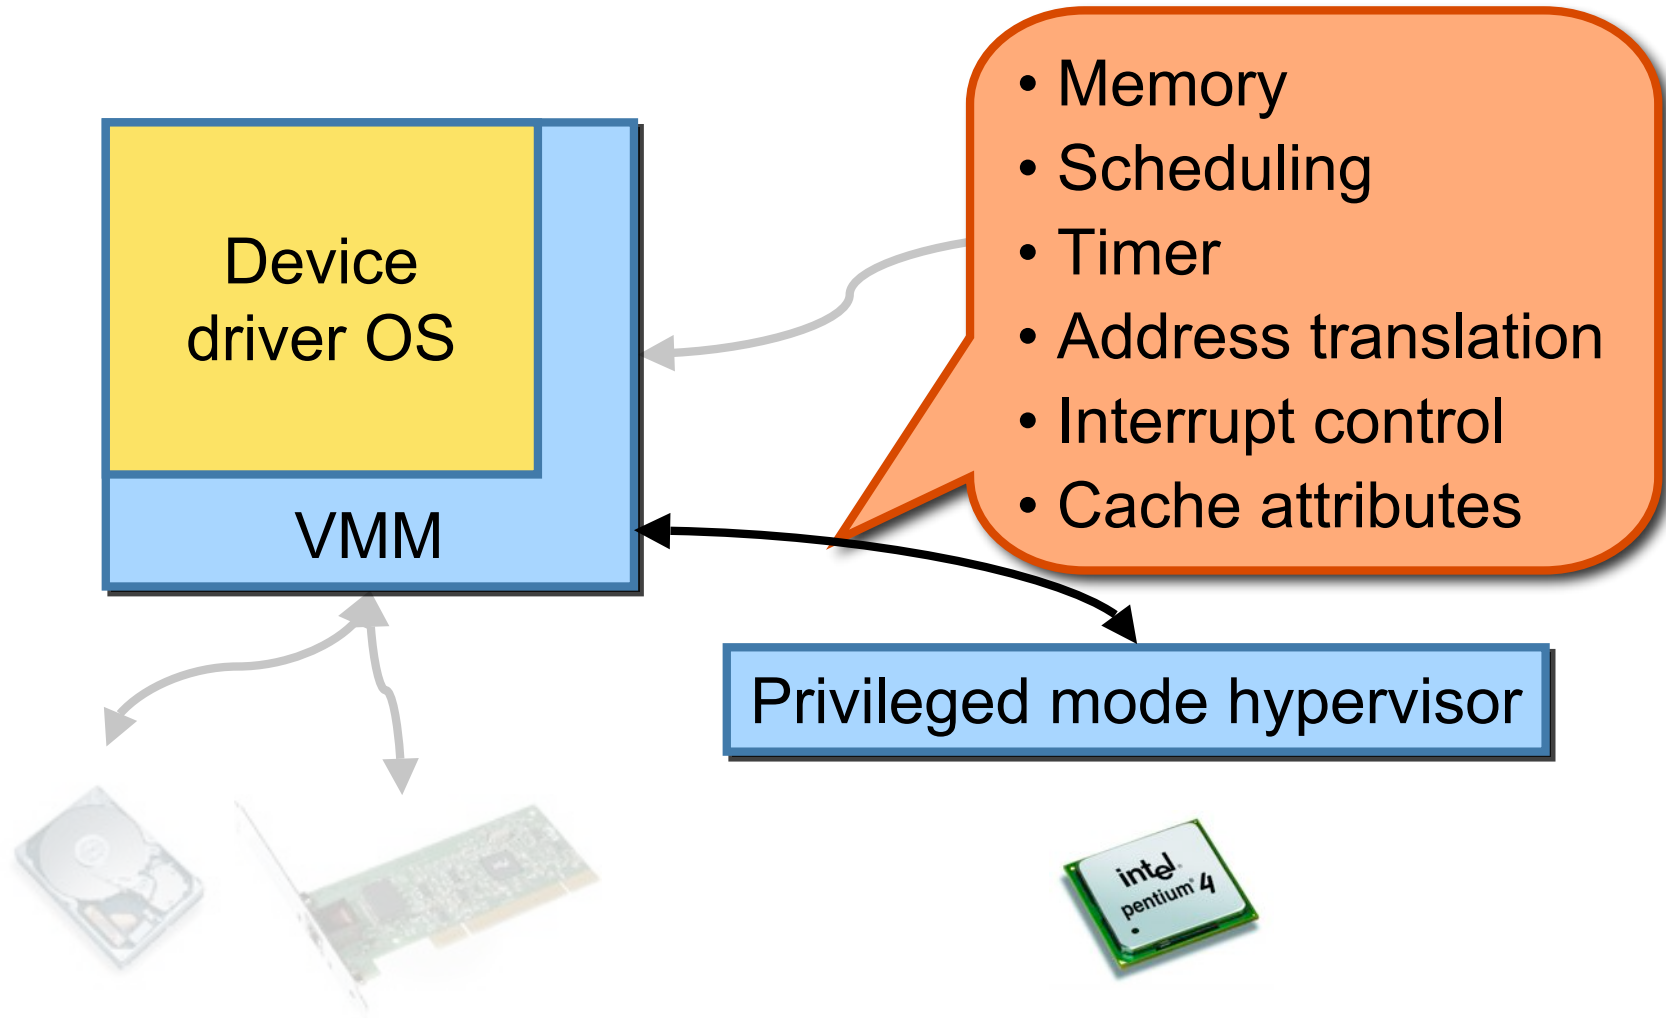 Device
driver OS
VMM
• Memory
• Scheduling
• Timer
• Address translation
• Interrupt control
• Cache attributes
Privileged mode hypervisor
intel.
pentium® 4